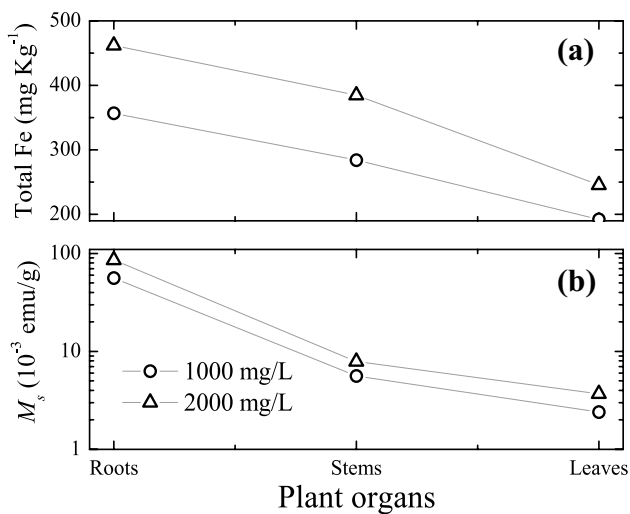 500
400
300
200
Total Fe (mg Kg⁻¹)
(a)
100
10
1
Mₛ (10⁻³ emu/g)
(b)
1000 mg/L
2000 mg/L
Roots
Stems
Leaves
Plant organs